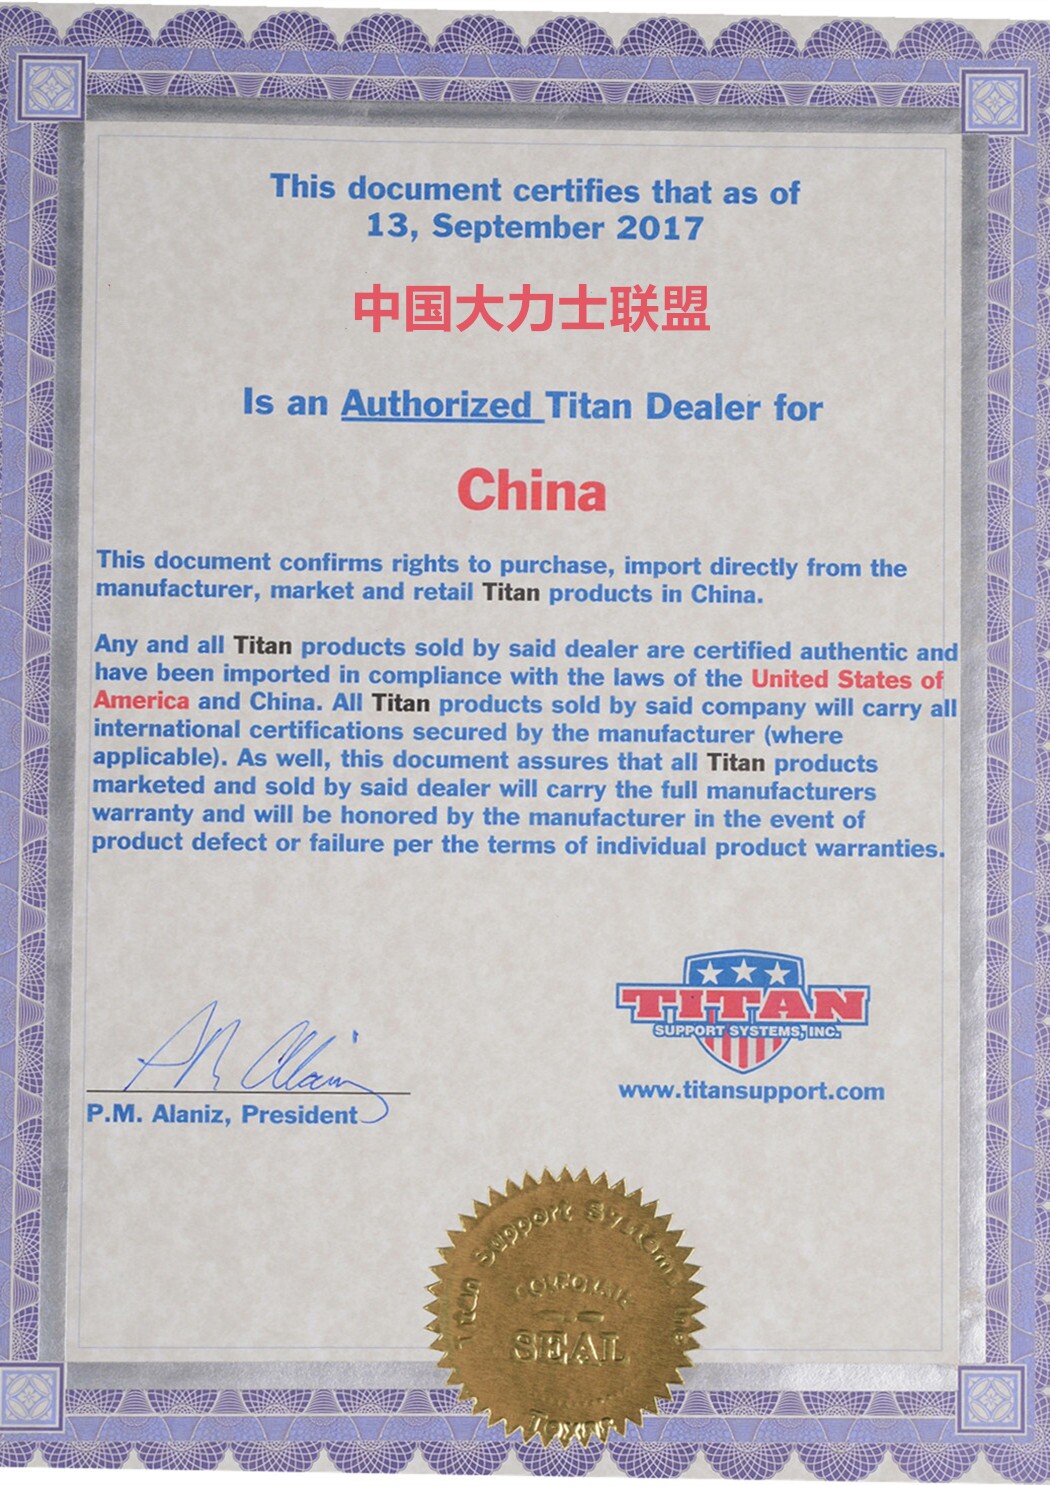 This document certifies that as of
13, September 2017
中国大力士联盟
Is an Authorized Titan Dealer for
China
This document confirms rights to purchase, import directly from the
manufacturer, market and retail Titan products in China.
Any and all Titan products sold by said dealer are certified authentic and
have been imported in compliance with the laws of the United States of
America and China. All Titan products sold by said company will carry all
international certifications secured by the manufacturer (where
applicable). As well, this document assures that all Titan products
marketed and sold by said dealer will carry the full manufacturers
warranty and will be honored by the manufacturer in the event of
product defect or failure per the terms of individual product warranties.
TITAN
SUPPORT SYSTEMS, INC.
www.titansupport.com
P.M. Alaniz, President
Titan Support Systems Inc
SEAL
Texas